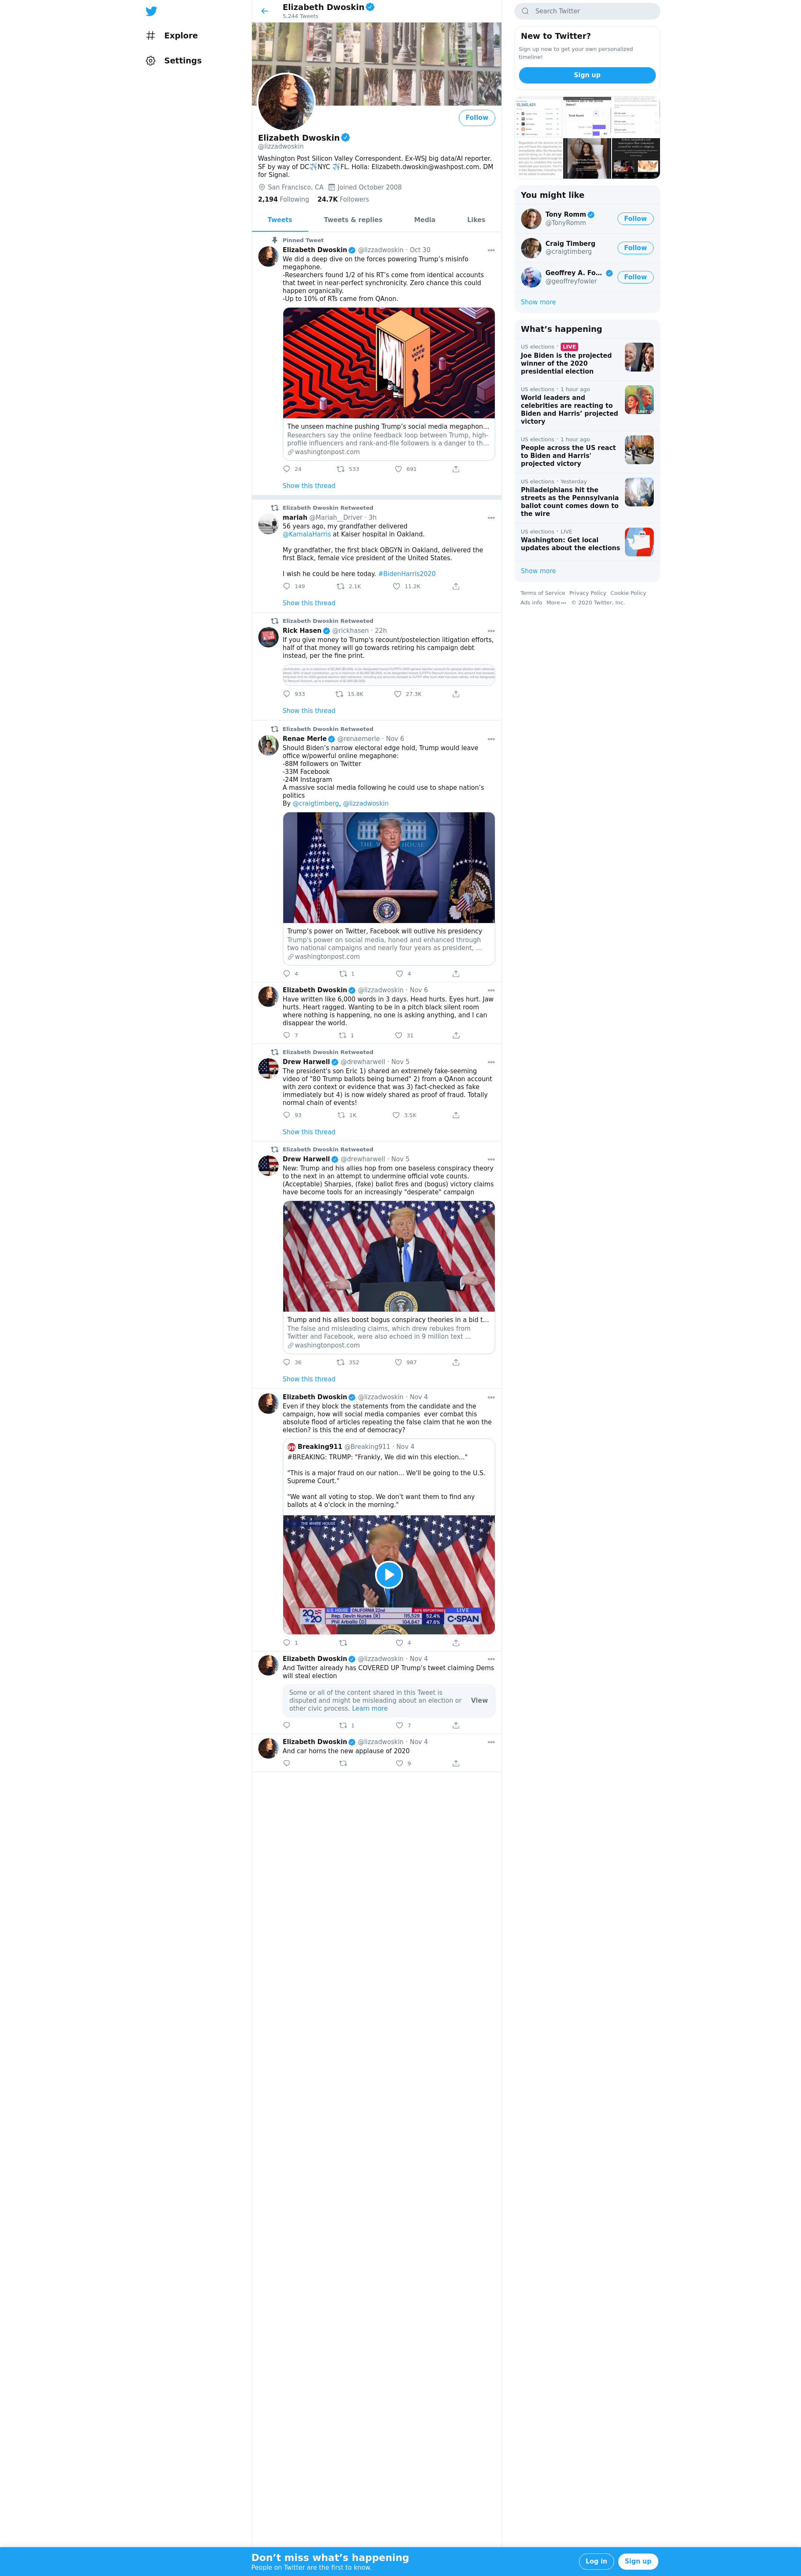 Explore
Settings
Elizabeth Dwoskin
5,244 Tweets
Follow
Elizabeth Dwoskin
@lizzadwoskin
Washington Post Silicon Valley Correspondent. Ex-WSJ big data/AI reporter.
SF by way of DC✈️NYC ✈️FL. Holla: Elizabeth.dwoskin@washpost.com. DM
for Signal.
San Francisco, CA Joined October 2008
2,194 Following 24.7K Followers
Tweets Tweets & replies Media Likes
Pinned Tweet
Elizabeth Dwoskin @lizzadwoskin · Oct 30
We did a deep dive on the forces powering Trump's misinfo
megaphone.
-Researchers found 1/2 of his RT's come from identical accounts
that tweet in near-perfect synchronicity. Zero chance this could
happen organically.
-Up to 10% of RTs came from QAnon.
The unseen machine pushing Trump's social media megaphon...
Researchers say the online feedback loop between Trump, high-
profile influencers and rank-and-file followers is a danger to th...
washingtonpost.com
24 533 691
Show this thread
Elizabeth Dwoskin Retweeted
mariah @Mariah__Driver · 3h
56 years ago, my grandfather delivered
@KamalaHarris at Kaiser hospital in Oakland.
My grandfather, the first black OBGYN in Oakland, delivered the
first Black, female vice president of the United States.
I wish he could be here today. #BidenHarris2020
149 2.1K 11.2K
Show this thread
Elizabeth Dwoskin Retweeted
Rick Hasen @rickhasen · 22h
If you give money to Trump's recount/postelection litigation efforts,
half of that money will go towards retiring his campaign debt
instead, per the fine print.
933 15.8K 27.3K
Show this thread
Elizabeth Dwoskin Retweeted
Renae Merle @renaemerle · Nov 6
Should Biden's narrow electoral edge hold, Trump would leave
office w/powerful online megaphone:
-88M followers on Twitter
-33M Facebook
-24M Instagram
A massive social media following he could use to shape nation's
politics
By @craigtimberg, @lizzadwoskin
Trump's power on Twitter, Facebook will outlive his presidency
Trump's power on social media, honed and enhanced through
two national campaigns and nearly four years as president, ...
washingtonpost.com
4 1 4
Elizabeth Dwoskin @lizzadwoskin · Nov 6
Have written like 6,000 words in 3 days. Head hurts. Eyes hurt. Jaw
hurts. Heart ragged. Wanting to be in a pitch black silent room
where nothing is happening, no one is asking anything, and I can
disappear the world.
7 1 31
Elizabeth Dwoskin Retweeted
Drew Harwell @drewharwell · Nov 5
The president's son Eric 1) shared an extremely fake-seeming
video of "80 Trump ballots being burned" 2) from a QAnon account
with zero context or evidence that was 3) fact-checked as fake
immediately but 4) is now widely shared as proof of fraud. Totally
normal chain of events!
93 1K 3.5K
Show this thread
Elizabeth Dwoskin Retweeted
Drew Harwell @drewharwell · Nov 5
New: Trump and his allies hop from one baseless conspiracy theory
to the next in an attempt to undermine official vote counts.
(Acceptable) Sharpies, (fake) ballot fires and (bogus) victory claims
have become tools for an increasingly "desperate" campaign
Trump and his allies boost bogus conspiracy theories in a bid t...
The false and misleading claims, which drew rebukes from
Twitter and Facebook, were also echoed in 9 million text ...
washingtonpost.com
36 352 987
Show this thread
Elizabeth Dwoskin @lizzadwoskin · Nov 4
Even if they block the statements from the candidate and the
campaign, how will social media companies ever combat this
absolute flood of articles repeating the false claim that he won the
election? is this the end of democracy?
Breaking911 @Breaking911 · Nov 4
#BREAKING: TRUMP: "Frankly, We did win this election..."
"This is a major fraud on our nation... We'll be going to the U.S.
Supreme Court."
"We want all voting to stop. We don't want them to find any
ballots at 4 o'clock in the morning."
THE WHITE HOUSE
2020 U.S. HOUSE CALIFORNIA 22nd LIVE
Rep. Devin Nunes (R) 115,528 52.4%
Phil Arballo (D) 104,847 47.6% C-SPAN
1 4
Elizabeth Dwoskin @lizzadwoskin · Nov 4
And Twitter already has COVERED UP Trump's tweet claiming Dems
will steal election
Some or all of the content shared in this Tweet is
disputed and might be misleading about an election or
other civic process. Learn more
View
1 7
Elizabeth Dwoskin @lizzadwoskin · Nov 4
And car horns the new applause of 2020
9
Search Twitter
New to Twitter?
Sign up now to get your own personalized
timeline!
Sign up
You might like
Tony Romm
@TonyRomm
Follow
Craig Timberg
@craigtimberg
Follow
Geoffrey A. Fo...
@geoffreyfowler
Follow
Show more
What's happening
US elections · LIVE
Joe Biden is the projected
winner of the 2020
presidential election
US elections · 1 hour ago
World leaders and
celebrities are reacting to
Biden and Harris' projected
victory
US elections · 1 hour ago
People across the US react
to Biden and Harris'
projected victory
US elections · Yesterday
Philadelphians hit the
streets as the Pennsylvania
ballot count comes down to
the wire
US elections · LIVE
Washington: Get local
updates about the elections
Show more
Terms of Service Privacy Policy Cookie Policy
Ads info More © 2020 Twitter, Inc.
Don't miss what's happening
People on Twitter are the first to know.
Log in Sign up